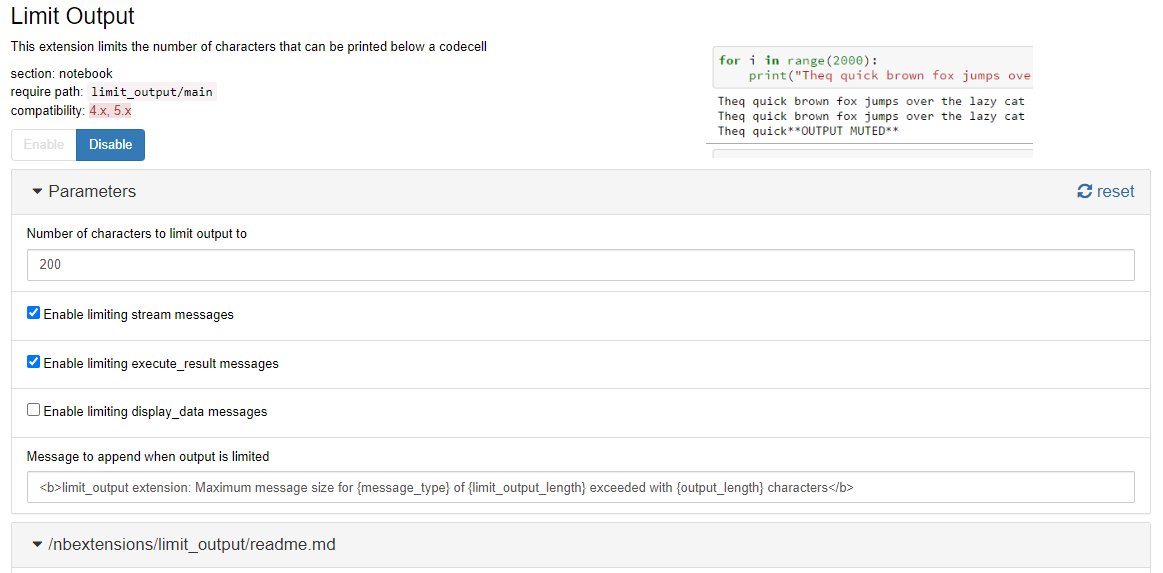 Limit Output
This extension limits the number of characters that can be printed below a codecell
section: notebook
require path: limit_output/main
compatibility: 4.x, 5.x
Enable Disable
for i in range(2000):
print("Theq quick brown fox jumps ove
Theq quick brown fox jumps over the lazy cat
Theq quick brown fox jumps over the lazy cat
Theq quick**OUTPUT MUTED**
Parameters
reset
Number of characters to limit output to
200
Enable limiting stream messages
Enable limiting execute_result messages
Enable limiting display_data messages
Message to append when output is limited
<b>limit_output extension: Maximum message size for {message_type} of {limit_output_length} exceeded with {output_length} characters</b>
/nbextensions/limit_output/readme.md